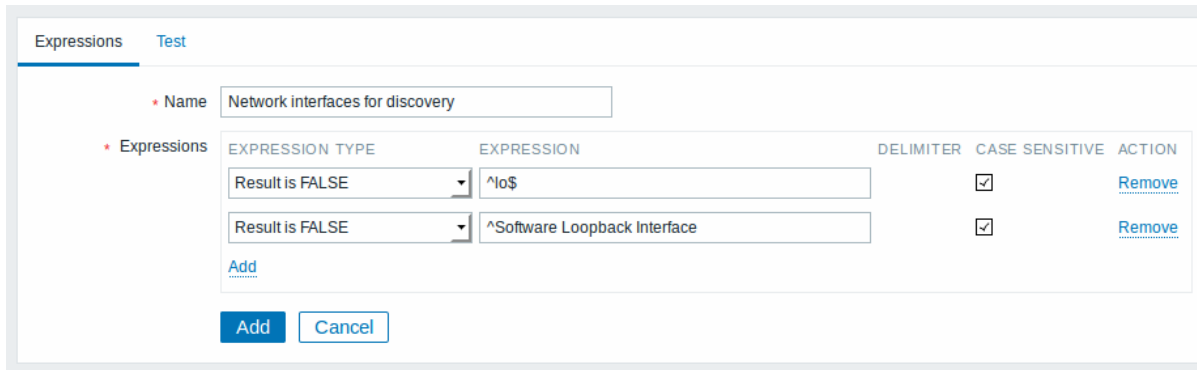 Expressions Test
* Name Network interfaces for discovery
* Expressions EXPRESSION TYPE EXPRESSION DELIMITER CASE SENSITIVE ACTION
Result is FALSE ^lo$ Remove
Result is FALSE ^Software Loopback Interface Remove
Add
Add Cancel